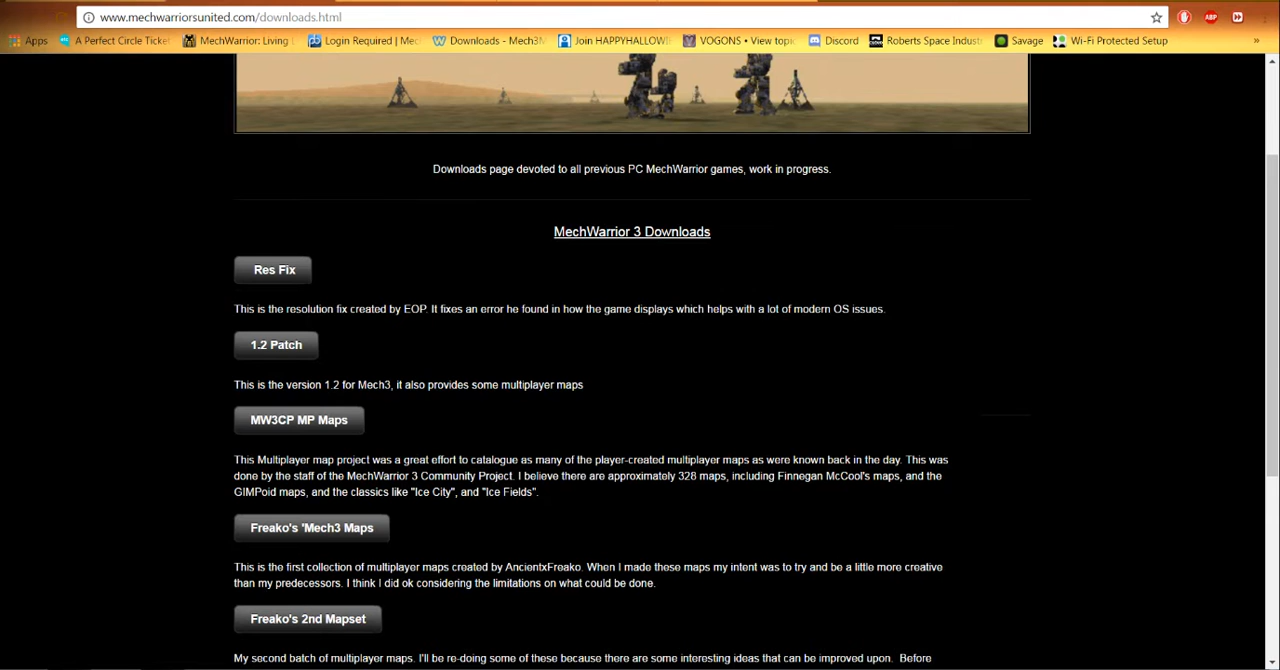 www.mechwarriorsunited.com/downloads.html
ABP
Apps A Perfect Circle Ticket MechWarrior: Living Login Required | Mec Downloads - Mech3 Join HAPPYHALLOWI VOGONS • View topic Discord Roberts Space Indust Savage Wi-Fi Protected Setup »
Downloads page devoted to all previous PC MechWarrior games, work in progress.
MechWarrior 3 Downloads
Res Fix
This is the resolution fix created by EOP. It fixes an error he found in how the game displays which helps with a lot of modern OS issues.
1.2 Patch
This is the version 1.2 for Mech3, it also provides some multiplayer maps
MW3CP MP Maps
This Multiplayer map project was a great effort to catalogue as many of the player-created multiplayer maps as were known back in the day. This was
done by the staff of the MechWarrior 3 Community Project. I believe there are approximately 328 maps, including Finnegan McCool's maps, and the
GIMPoid maps, and the classics like "Ice City", and "Ice Fields".
Freako's 'Mech3 Maps
This is the first collection of multiplayer maps created by AncientxFreako. When I made these maps my intent was to try and be a little more creative
than my predecessors. I think I did ok considering the limitations on what could be done.
Freako's 2nd Mapset
My second batch of multiplayer maps. I'll be re-doing some of these because there are some interesting ideas that can be improved upon. Before